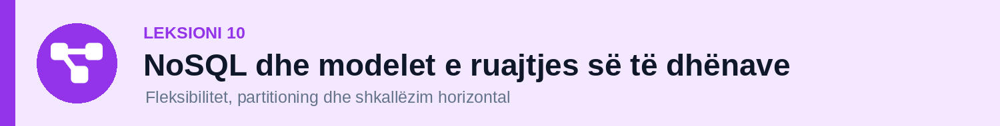 LEKSIONI 10
NoSQL dhe modelet e ruajtjes së të dhënave
Fleksibilitet, partitioning dhe shkallëzim horizontal